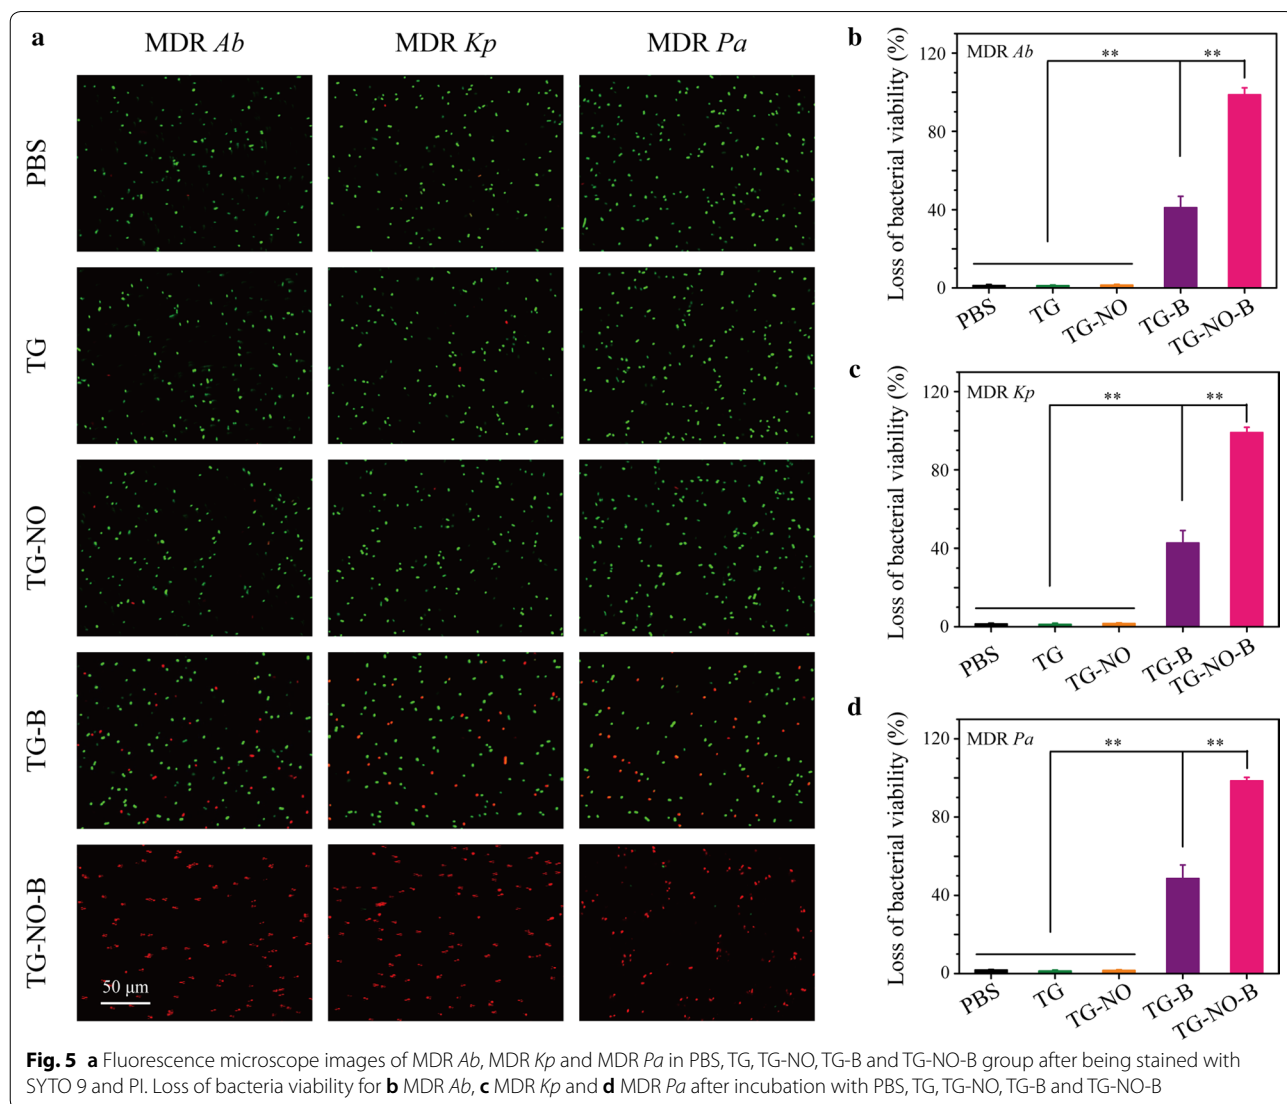 a
MDR Ab
MDR Kp
MDR Pa
PBS
TG
TG-NO
TG-B
TG-NO-B
50 μm
b
Loss of bacterial viability (%)
120
80
40
0
MDR Ab
**
**
PBS
TG
TG-NO
TG-B
TG-NO-B
c
Loss of bacterial viability (%)
120
80
40
0
MDR Kp
**
**
PBS
TG
TG-NO
TG-B
TG-NO-B
d
Loss of bacterial viability (%)
120
80
40
0
MDR Pa
**
**
PBS
TG
TG-NO
TG-B
TG-NO-B
Fig. 5 a Fluorescence microscope images of MDR Ab, MDR Kp and MDR Pa in PBS, TG, TG-NO, TG-B and TG-NO-B group after being stained with
SYTO 9 and PI. Loss of bacteria viability for b MDR Ab, c MDR Kp and d MDR Pa after incubation with PBS, TG, TG-NO, TG-B and TG-NO-B